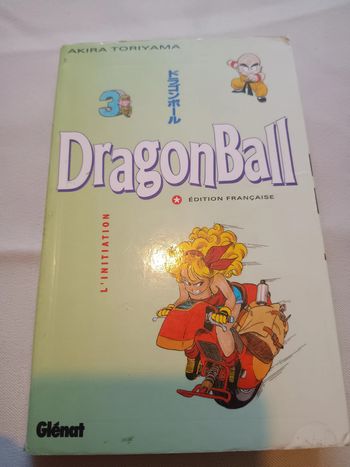 AKIRA TORIYAMA
3
ドラゴンボール
DragonBall
ÉDITION FRANÇAISE
L'INITIATION
Glénat